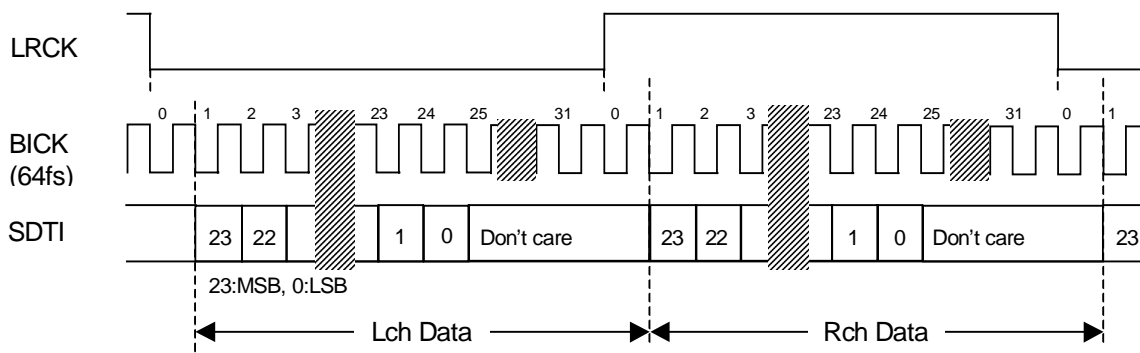 LRCK
0 1 2 3 23 24 25 31 0 1 2 3 23 24 25 31 0 1
BICK
(64fs)
SDTI 23 22 1 0 Don't care 23 22 1 0 Don't care 23
23:MSB, 0:LSB
Lch Data Rch Data